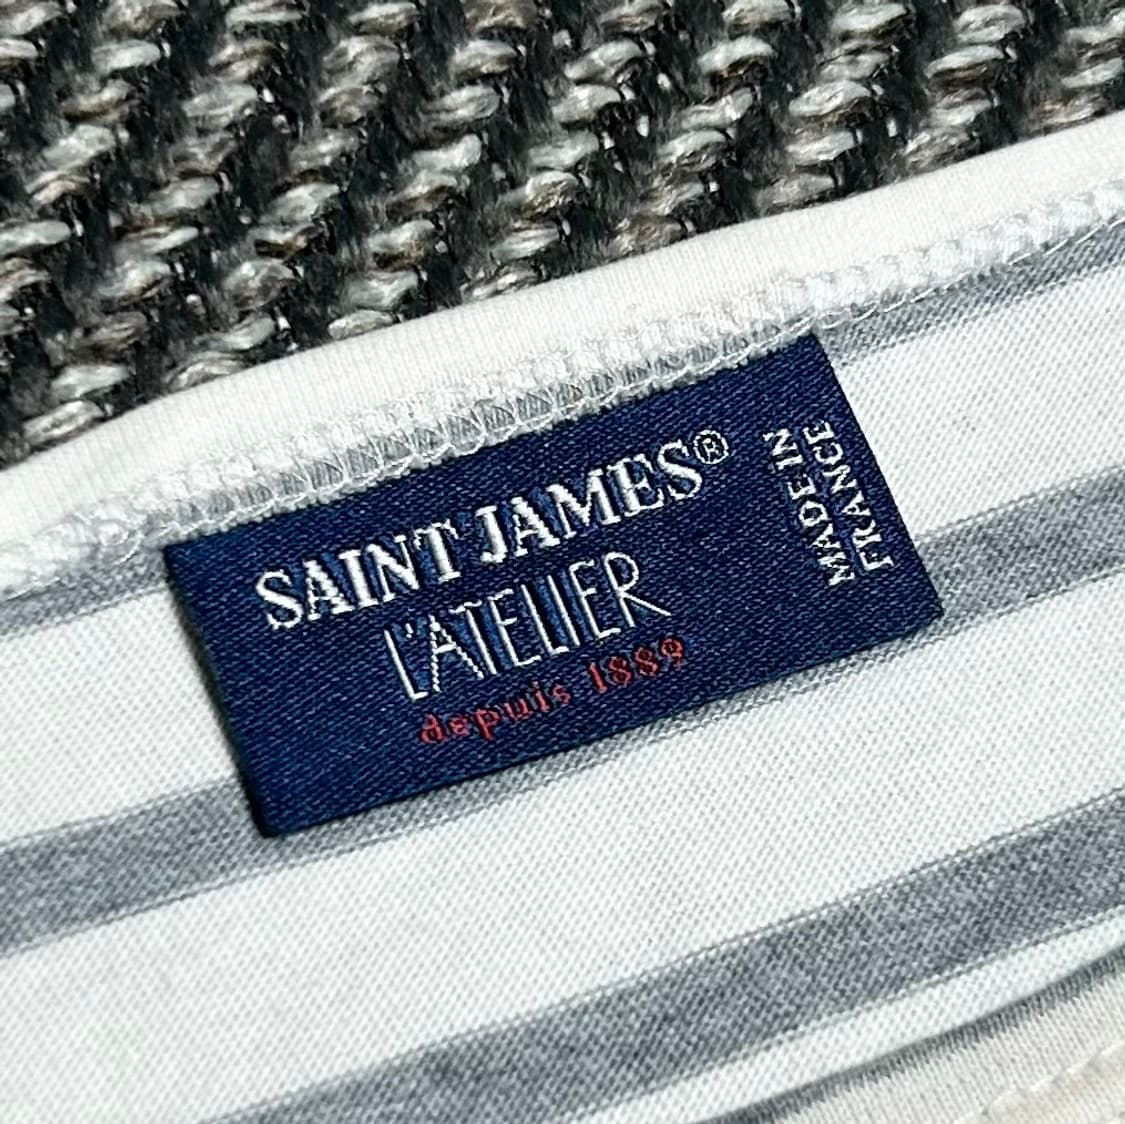 SAINT JAMES®
L'ATELIER
depuis 1889
MADE IN
FRANCE